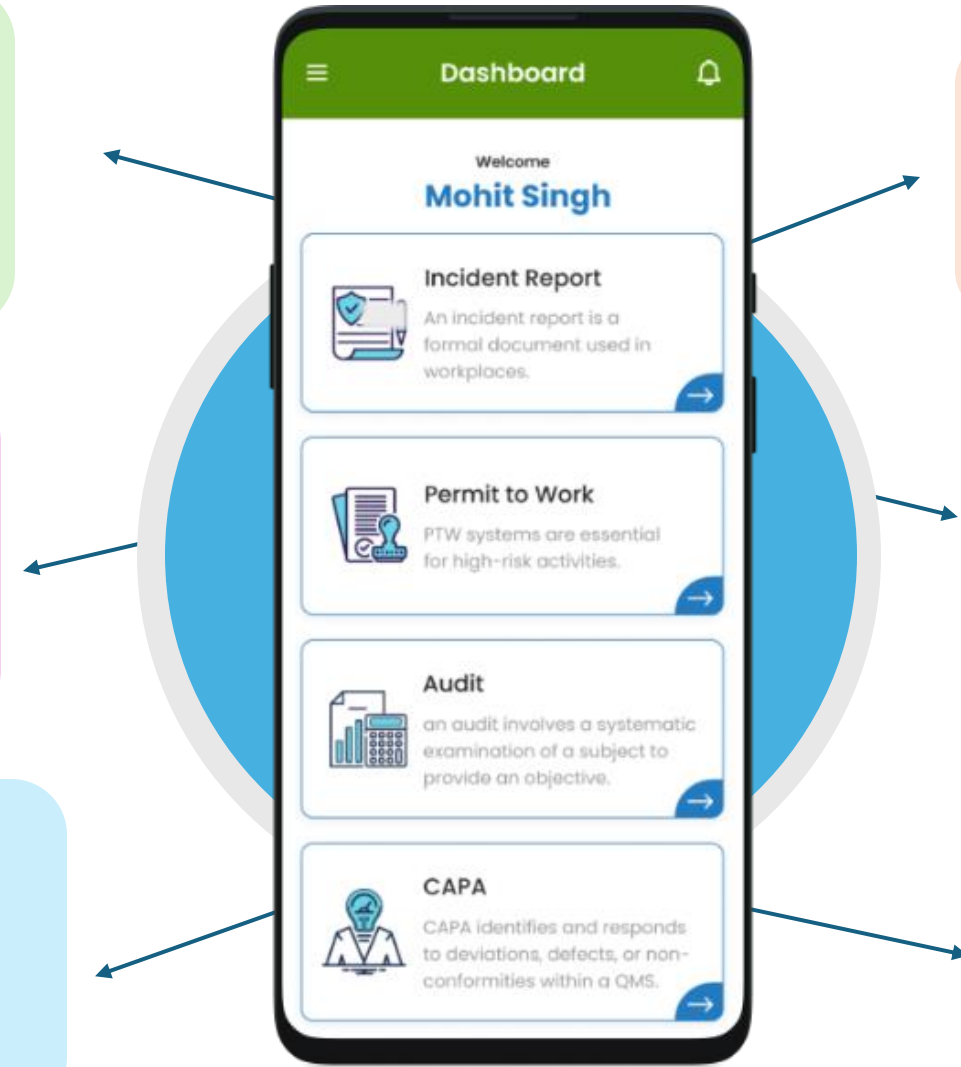 Dashboard
Welcome
Mohit Singh
Incident Report
An incident report is a
formal document used in
workplaces.
Permit to Work
PTW systems are essential
for high-risk activities.
Audit
an audit involves a systematic
examination of a subject to
provide an objective.
CAPA
CAPA identifies and responds
to deviations, defects, or non-
conformities within a QMS.